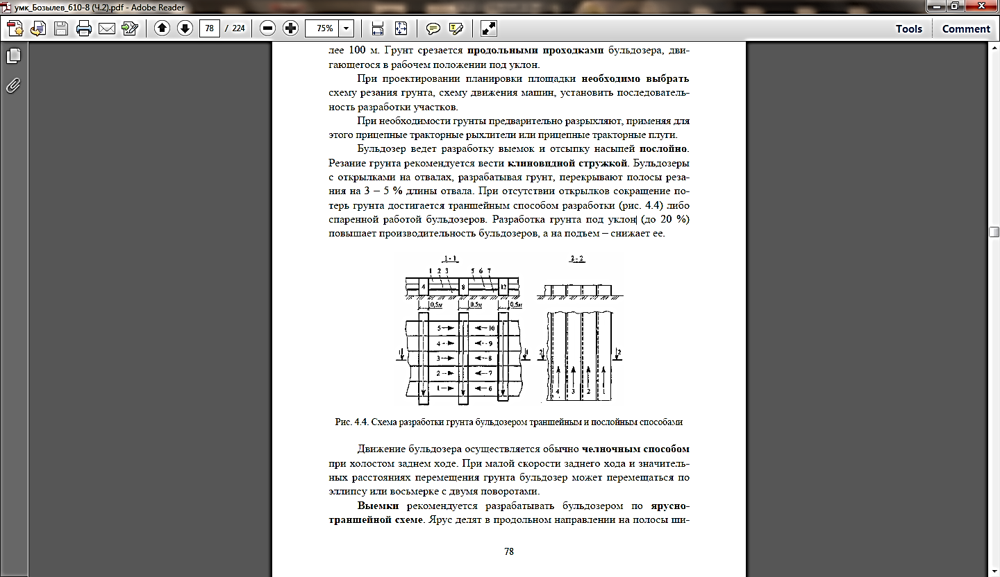 умк_Бозылев_610-8 (Ч.2).pdf - Adobe Reader
78 / 224 75% Tools Comment
лее 100 м. Грунт срезается продольными проходками бульдозера, дви-
гающегося в рабочем положении под уклон.
При проектировании планировки площадки необходимо выбрать
схему резания грунта, схему движения машин, установить последователь-
ность разработки участков.
При необходимости грунты предварительно разрыхляют, применяя для
этого прицепные тракторные рыхлители или прицепные тракторные плуги.
Бульдозер ведет разработку выемок и отсыпку насыпей послойно.
Резание грунта рекомендуется вести клиновидной стружкой. Бульдозеры
с открылками на отвалах, разрабатывая грунт, перекрывают полосы реза-
ния на 3 – 5 % длины отвала. При отсутствии открылков сокращение по-
терь грунта достигается траншейным способом разработки (рис. 4.4) либо
спаренной работой бульдозеров. Разработка грунта под уклон (до 20 %)
повышает производительность бульдозеров, а на подъем – снижает ее.
1-1 2-2
1 2 3 5 6 7
4 8 12
0,5м 0,5м 0,5м
5 10
4 9
1 1 2 2
3 8
2 7
1 6
4 3 2 1
Рис. 4.4. Схема разработки грунта бульдозером траншейным и послойным способами
Движение бульдозера осуществляется обычно челночным способом
при холостом заднем ходе. При малой скорости заднего хода и значитель-
ных расстояниях перемещения грунта бульдозер может перемещаться по
эллипсу или восьмерке с двумя поворотами.
Выемки рекомендуется разрабатывать бульдозером по ярусно-
траншейной схеме. Ярус делят в продольном направлении на полосы ши-
78